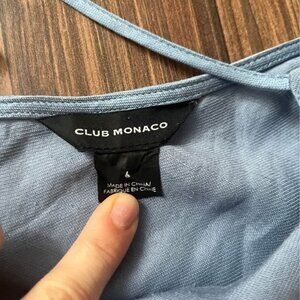 CLUB MONACO
4
MADE IN CHINA/
FABRIQUÉ EN CHINE